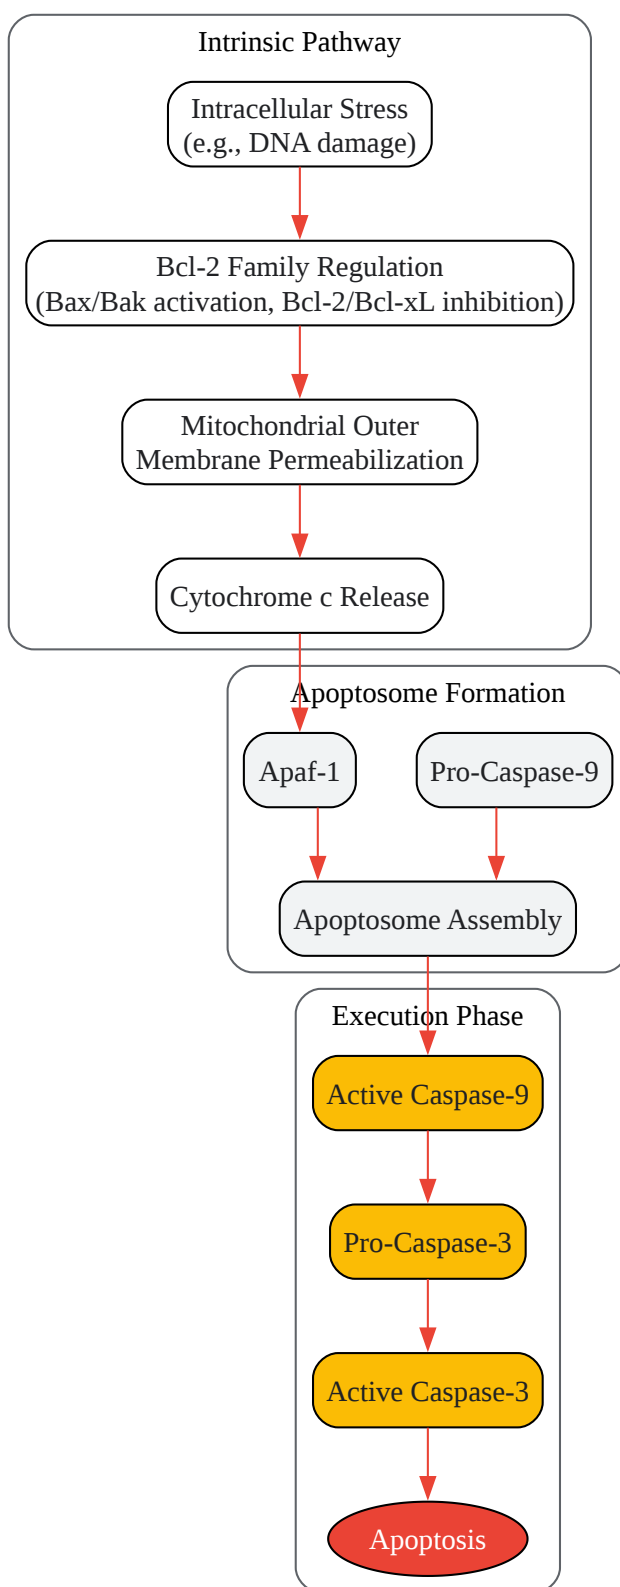 Intrinsic Pathway
Intracellular Stress
(e.g., DNA damage)
Bcl-2 Family Regulation
(Bax/Bak activation, Bcl-2/Bcl-xL inhibition)
Mitochondrial Outer
Membrane Permeabilization
Cytochrome c Release
Apoptosome Formation
Apaf-1
Pro-Caspase-9
Apoptosome Assembly
Execution Phase
Active Caspase-9
Pro-Caspase-3
Active Caspase-3
Apoptosis